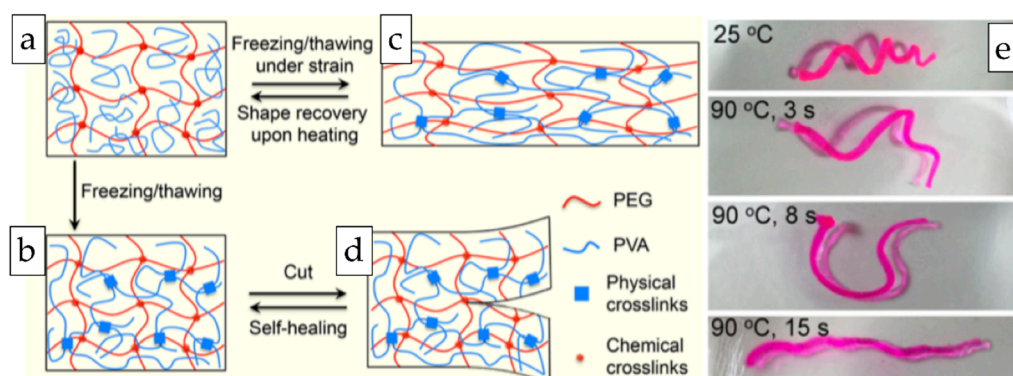 a
Freezing/thawing
under strain
Shape recovery
upon heating
c
Freezing/thawing
b
Cut
Self-healing
d
PEG
PVA
Physical
crosslinks
Chemical
crosslinks
e
25 °C
90 °C, 3 s
90 °C, 8 s
90 °C, 15 s